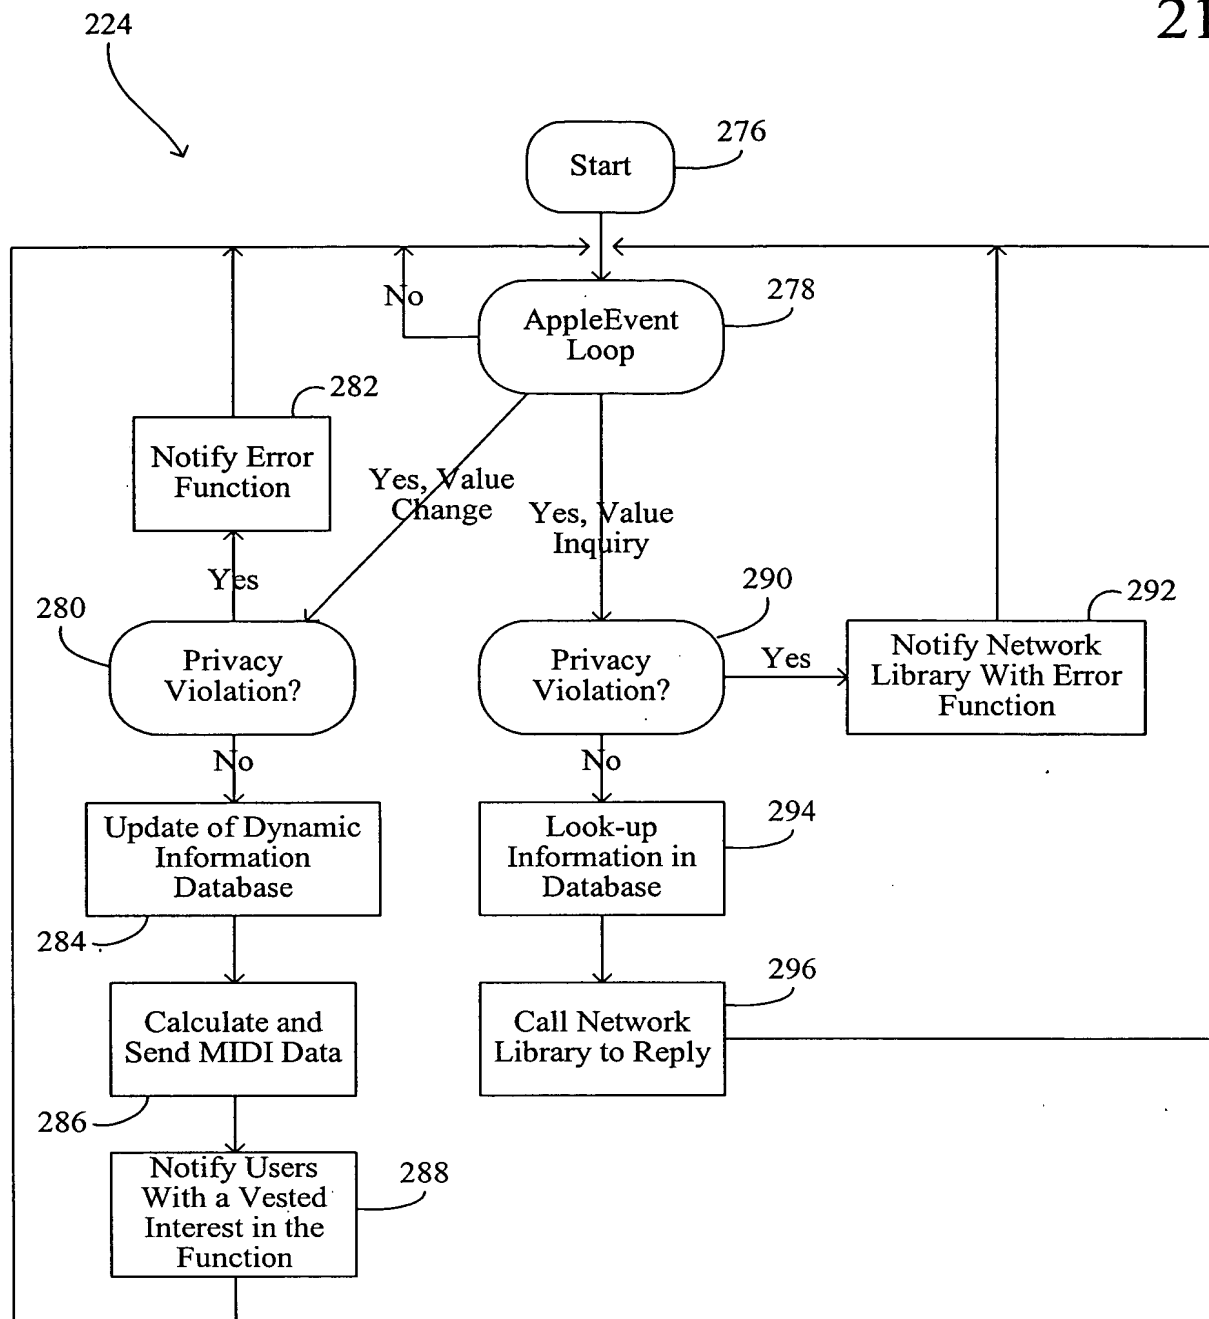 224
21
276
Start
278
No
AppleEvent
Loop
282
Notify Error
Function
Yes, Value
Change
Yes, Value
Inquiry
Yes
280
290
292
Privacy
Violation?
Privacy
Violation?
Yes
Notify Network
Library With Error
Function
No
No
Update of Dynamic
Information
Database
284
Look-up
Information in
Database
294
Calculate and
Send MIDI Data
286
Call Network
Library to Reply
296
Notify Users
With a Vested
Interest in the
Function
288